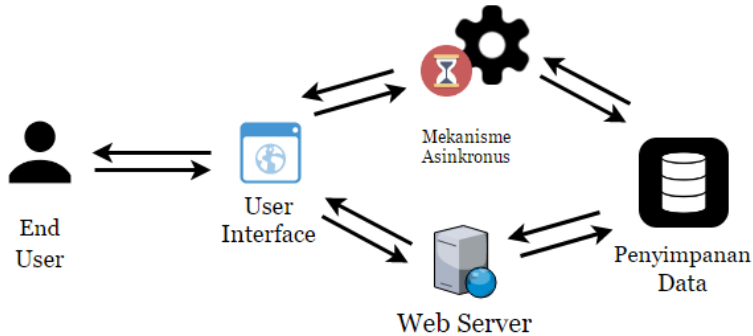 End
User
User
Interface
Mekanisme
Asinkronus
Web Server
Penyimpanan
Data